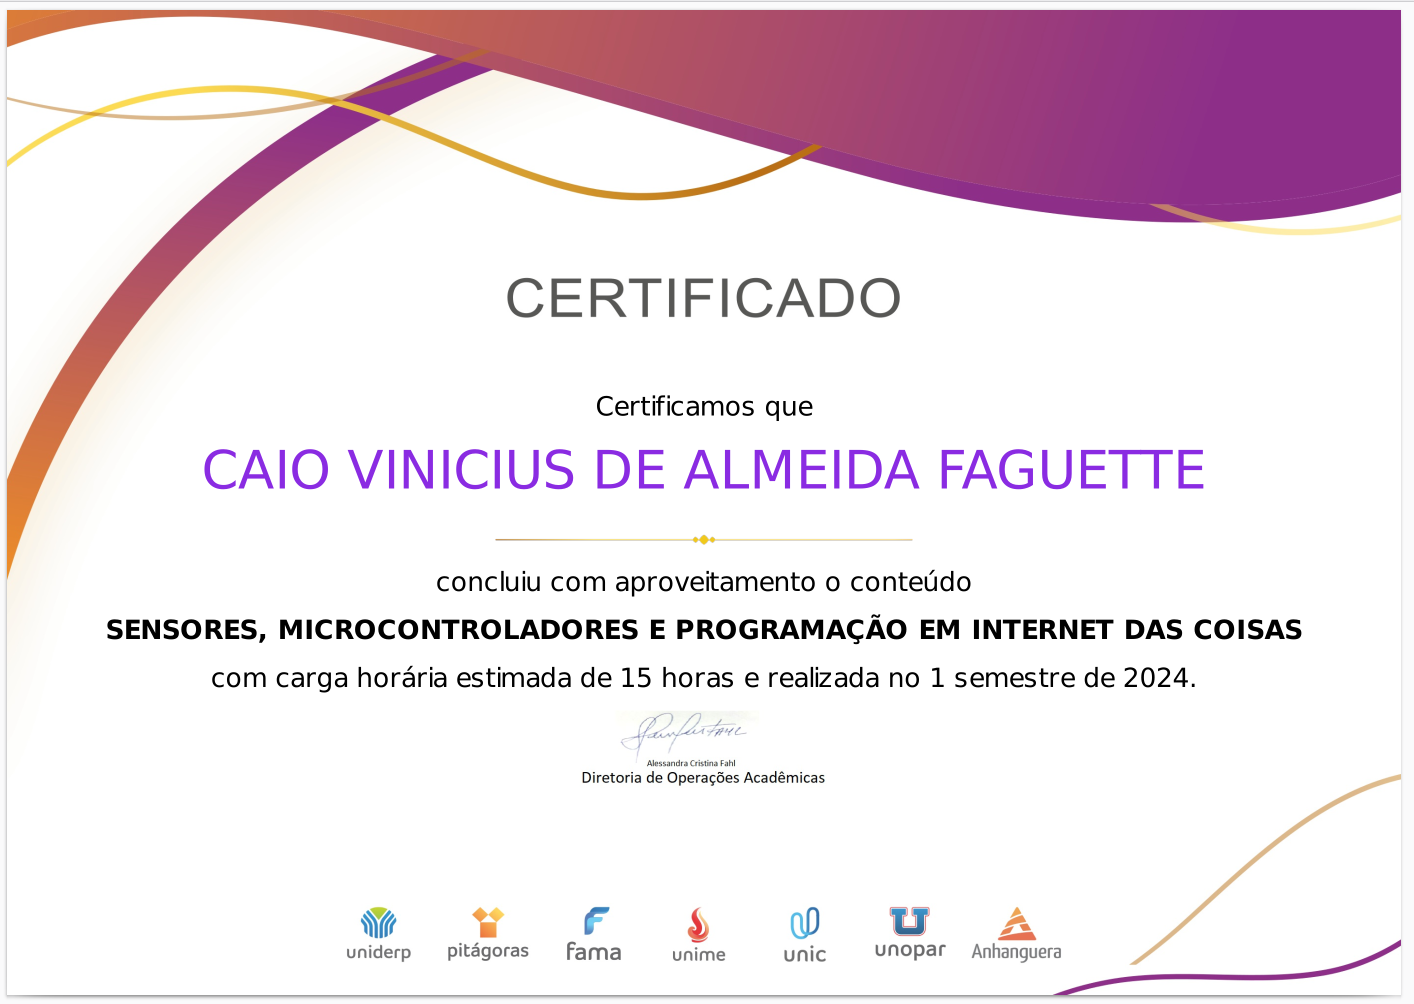 CERTIFICADO
Certificamos que
CAIO VINICIUS DE ALMEIDA FAGUETTE
concluiu com aproveitamento o conteúdo
SENSORES, MICROCONTROLADORES E PROGRAMAÇÃO EM INTERNET DAS COISAS
com carga horária estimada de 15 horas e realizada no 1 semestre de 2024.
Alessandra Cristina Fahl
Diretoria de Operações Acadêmicas
uniderp pitágoras fama unime unic unopar Anhanguera